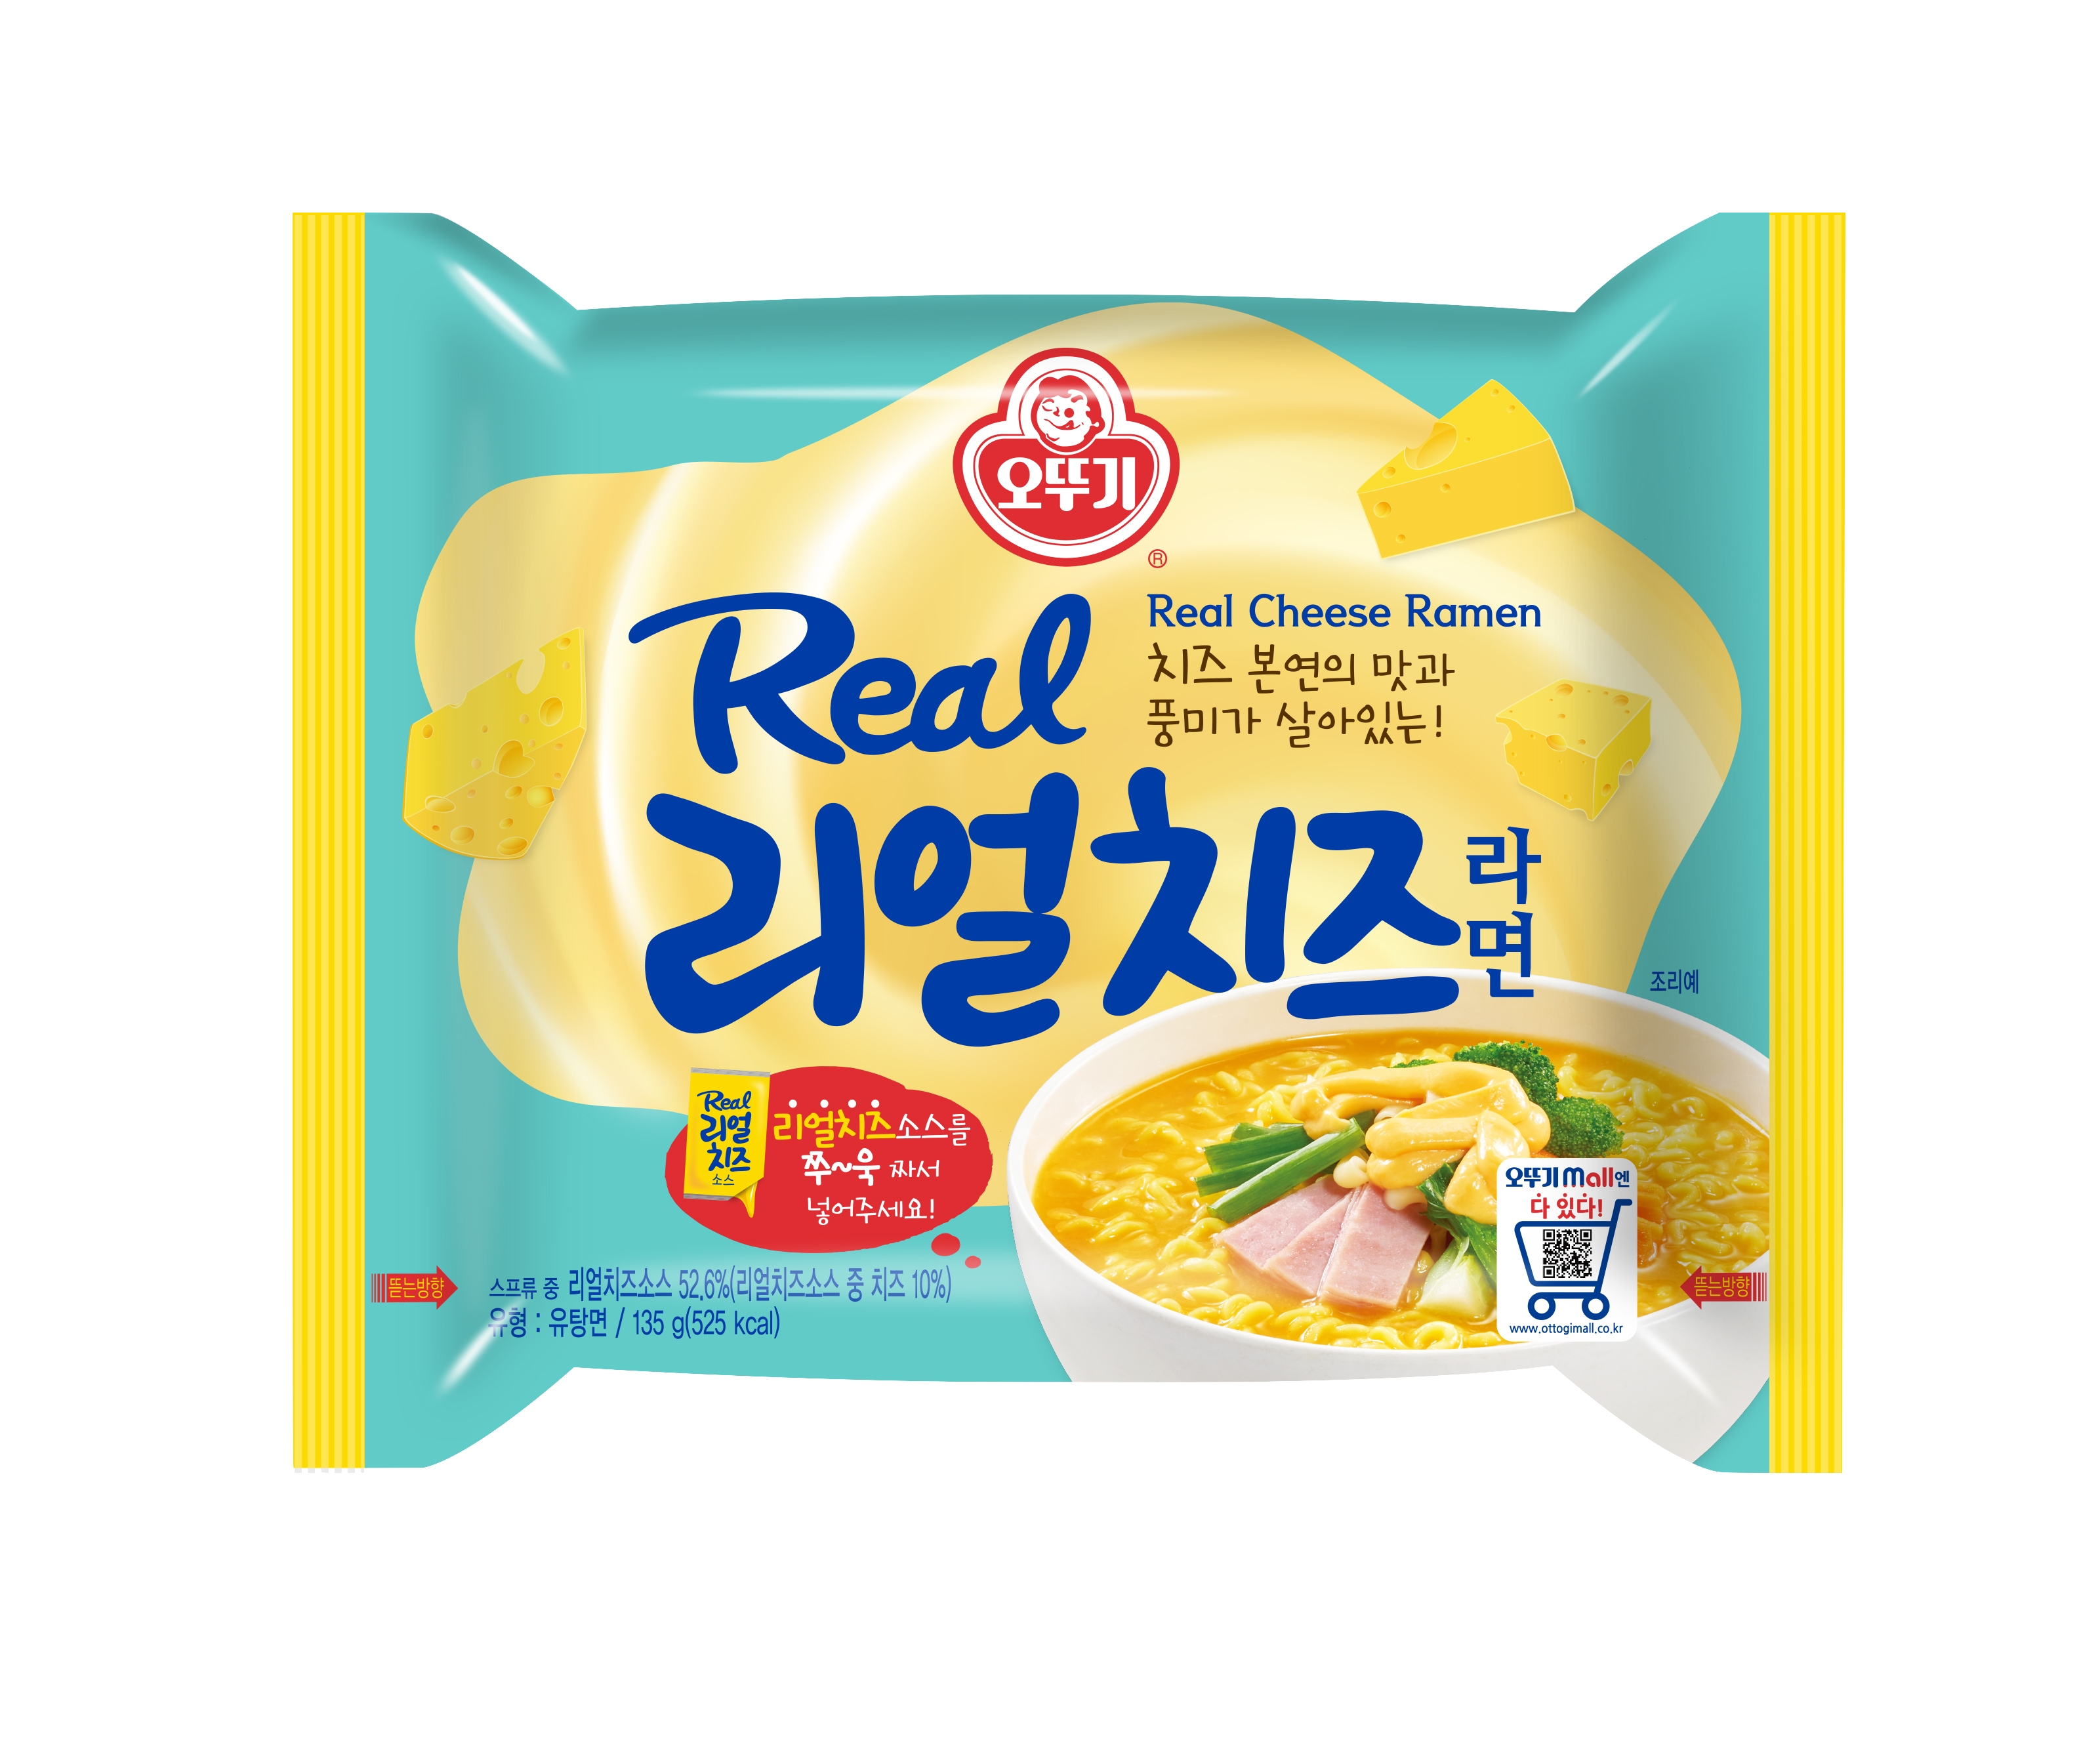 오뚜기
®
Real
Real Cheese Ramen
치즈 본연의 맛과
풍미가 살아있는!
리얼치즈
라면
조리예
Real
리얼
치즈
소스
리얼치즈소스를
쭈~욱 짜서
넣어주세요!
오뚜기mall엔
다 있다!
www.ottogimall.co.kr
뜯는방향
스프류 중 리얼치즈소스 52.6%(리얼치즈소스 중 치즈 10%)
유형 : 유탕면 / 135 g(525 kcal)
뜯는방향